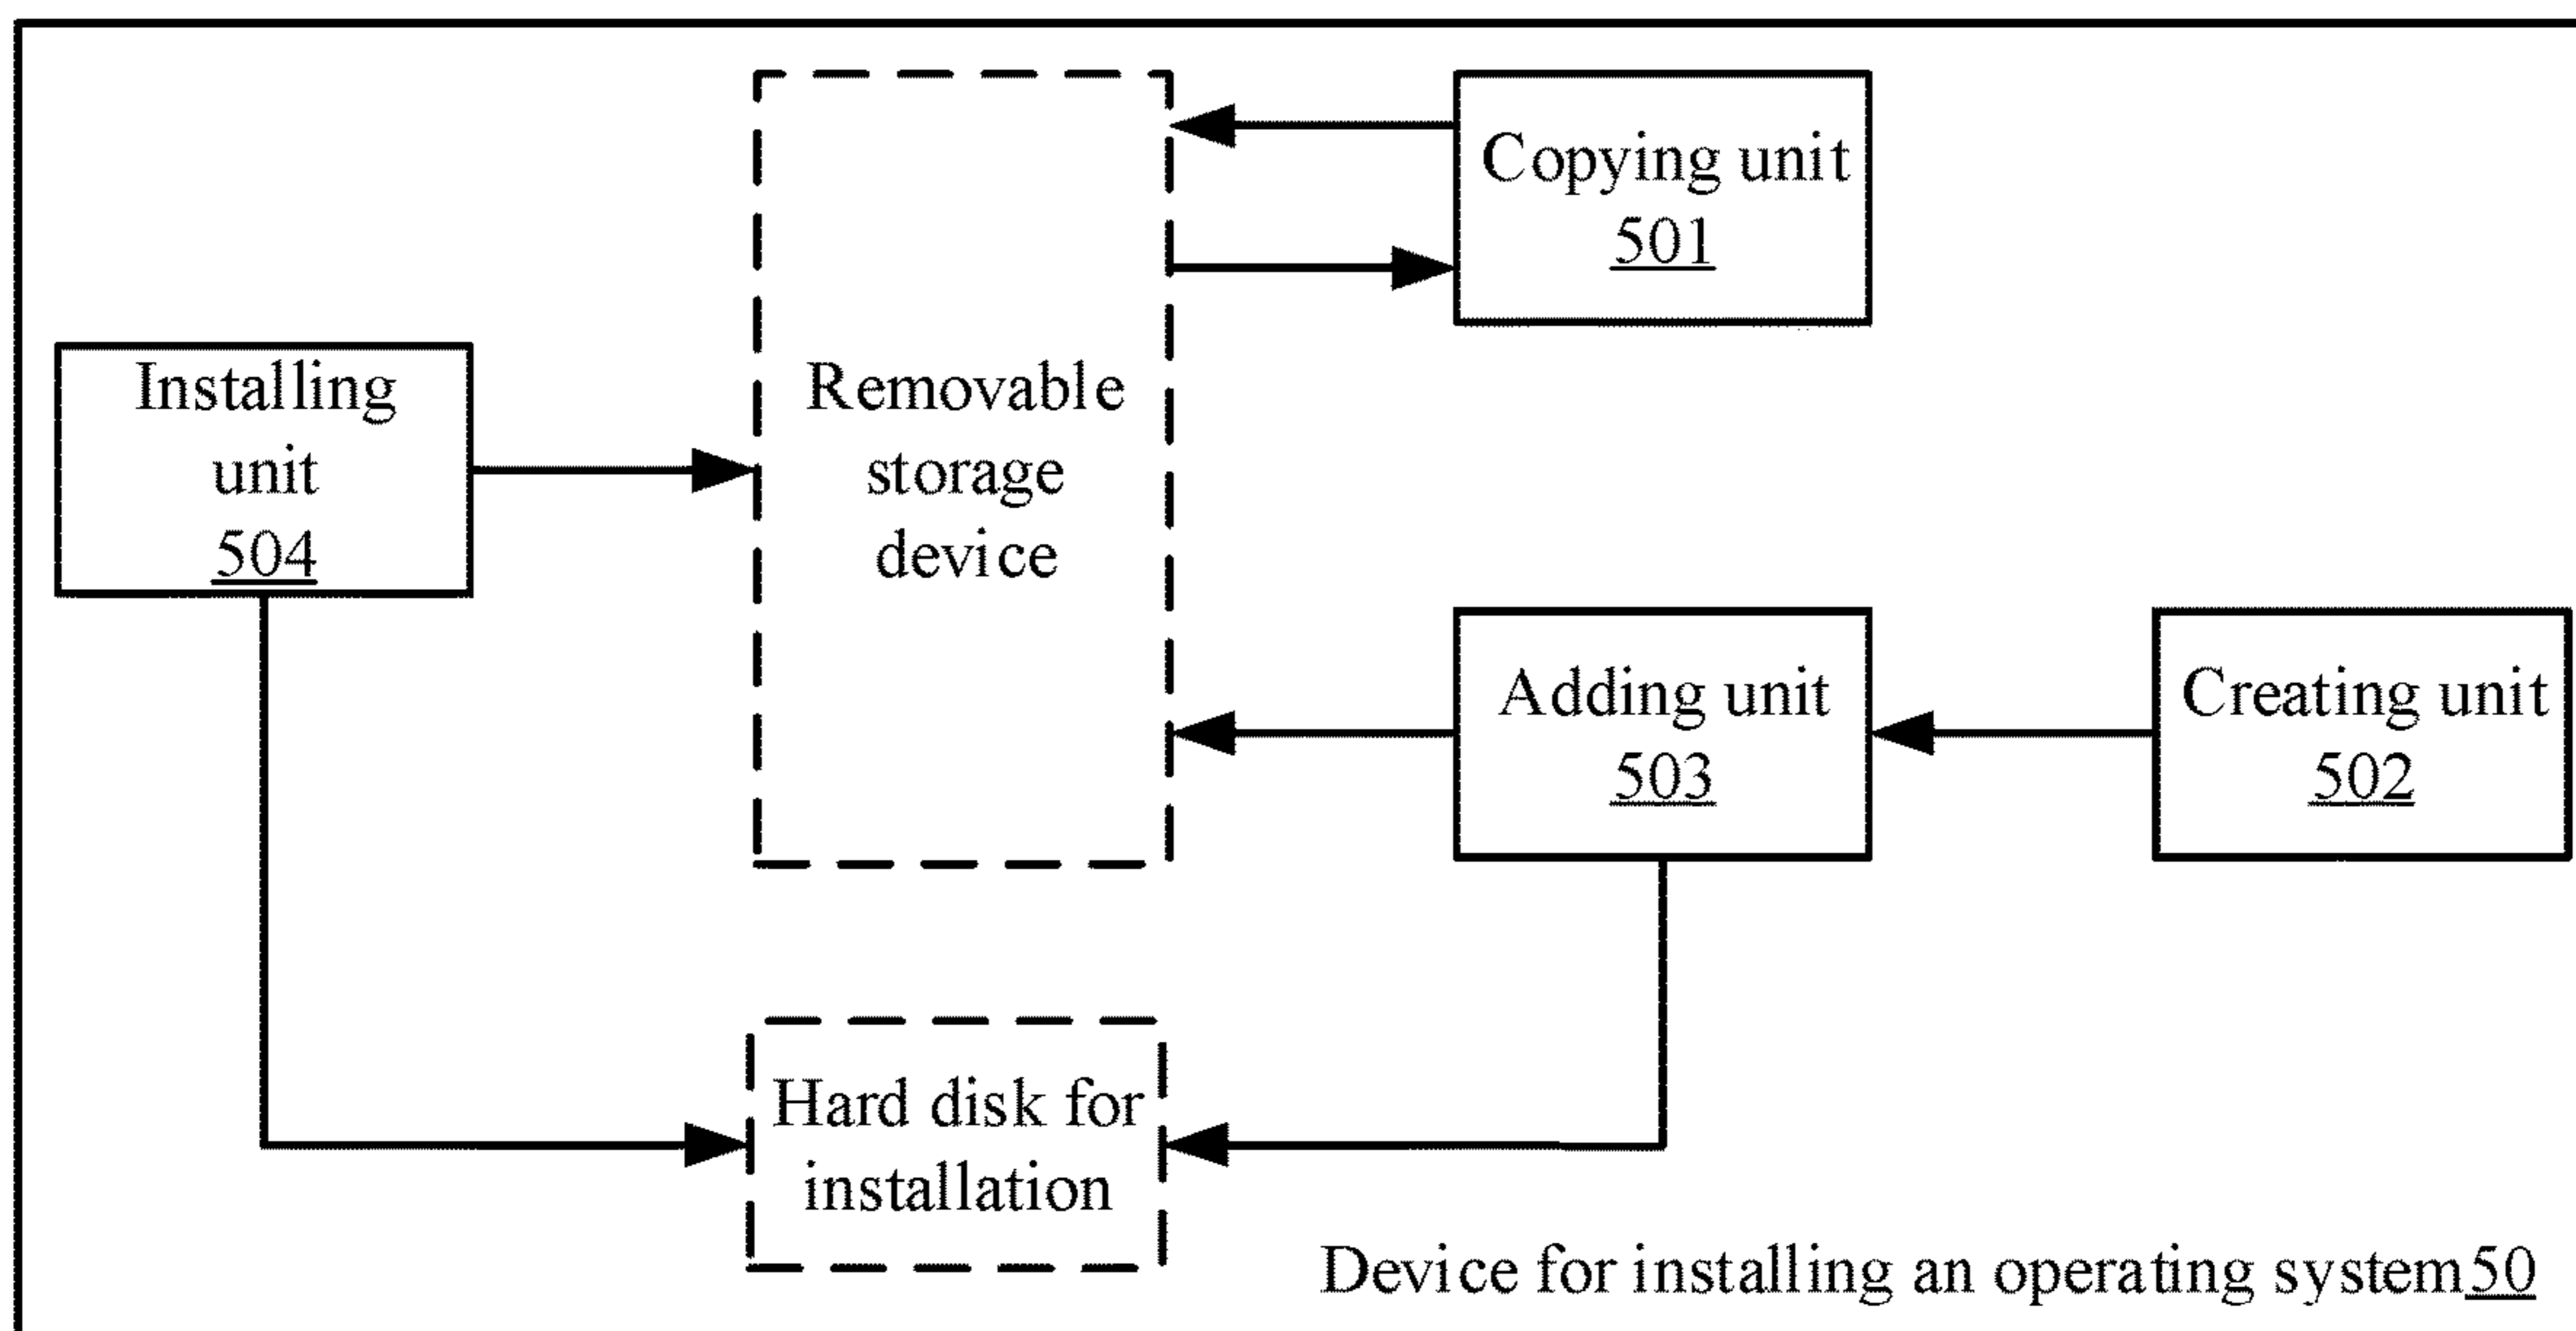 Copying unit
501
Installing
unit
504
Removable
storage
device
Adding unit
503
Creating unit
502
Hard disk for
installation
Device for installing an operating system50